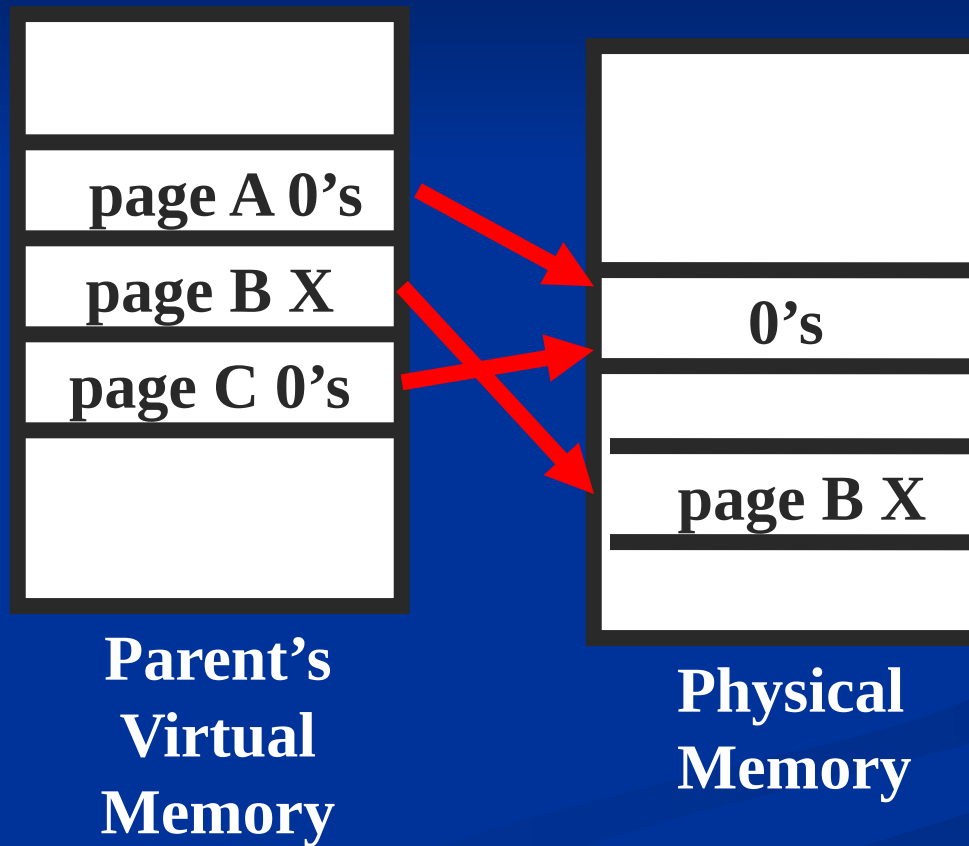 page A 0’s
page B X
page C 0’s
Parent’s
Virtual
Memory
0’s
page B X
Physical
Memory